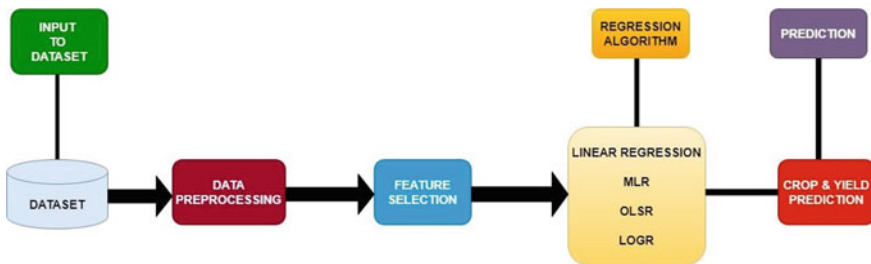 INPUT
TO
DATASET
REGRESSION
ALGORITHM
PREDICTION
DATASET
DATA
PREPROCESSING
FEATURE
SELECTION
LINEAR REGRESSION
MLR
OLSR
LOGR
CROP & YIELD
PREDICTION